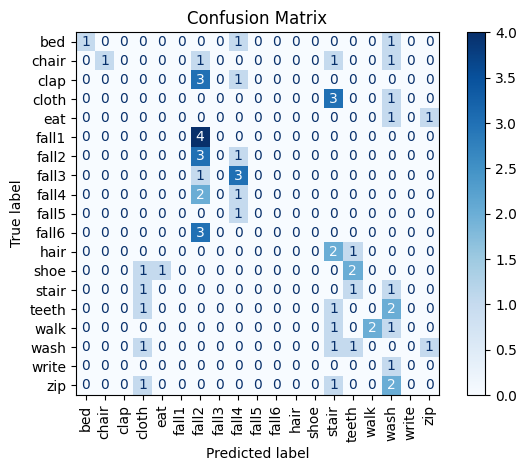 Confusion Matrix
True label
bed 1 0 0 0 0 0 0 0 1 0 0 0 0 0 0 0 1 0 0
chair 0 1 0 0 0 0 1 0 0 0 0 0 0 1 0 0 1 0 0
clap 0 0 0 0 0 0 3 0 1 0 0 0 0 0 0 0 0 0 0
cloth 0 0 0 0 0 0 0 0 0 0 0 0 0 3 0 0 1 0 0
eat 0 0 0 0 0 0 0 0 0 0 0 0 0 0 0 0 1 0 1
fall1 0 0 0 0 0 0 4 0 0 0 0 0 0 0 0 0 0 0 0
fall2 0 0 0 0 0 0 3 0 1 0 0 0 0 0 0 0 0 0 0
fall3 0 0 0 0 0 0 1 0 3 0 0 0 0 0 0 0 0 0 0
fall4 0 0 0 0 0 0 2 0 1 0 0 0 0 0 0 0 0 0 0
fall5 0 0 0 0 0 0 0 0 1 0 0 0 0 0 0 0 0 0 0
fall6 0 0 0 0 0 0 3 0 0 0 0 0 0 0 0 0 0 0 0
hair 0 0 0 0 0 0 0 0 0 0 0 0 0 2 1 0 0 0 0
shoe 0 0 0 1 1 0 0 0 0 0 0 0 0 0 2 0 0 0 0
stair 0 0 0 1 0 0 0 0 0 0 0 0 0 0 1 0 1 0 0
teeth 0 0 0 1 0 0 0 0 0 0 0 0 0 1 0 0 2 0 0
walk 0 0 0 0 0 0 0 0 0 0 0 0 0 1 0 2 1 0 0
wash 0 0 0 1 0 0 0 0 0 0 0 0 0 1 1 0 0 0 1
write 0 0 0 0 0 0 0 0 0 0 0 0 0 0 0 0 1 0 0
zip 0 0 0 1 0 0 0 0 0 0 0 0 0 1 0 0 2 0 0
bed chair clap cloth eat fall1 fall2 fall3 fall4 fall5 fall6 hair shoe stair teeth walk wash write zip
Predicted label
4.0
3.5
3.0
2.5
2.0
1.5
1.0
0.5
0.0